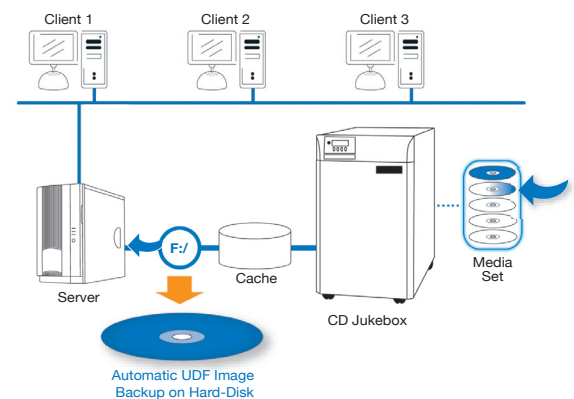 Client 1
Client 2
Client 3
F:/
Cache
Server
Media
Set
CD Jukebox
Automatic UDF Image
Backup on Hard-Disk